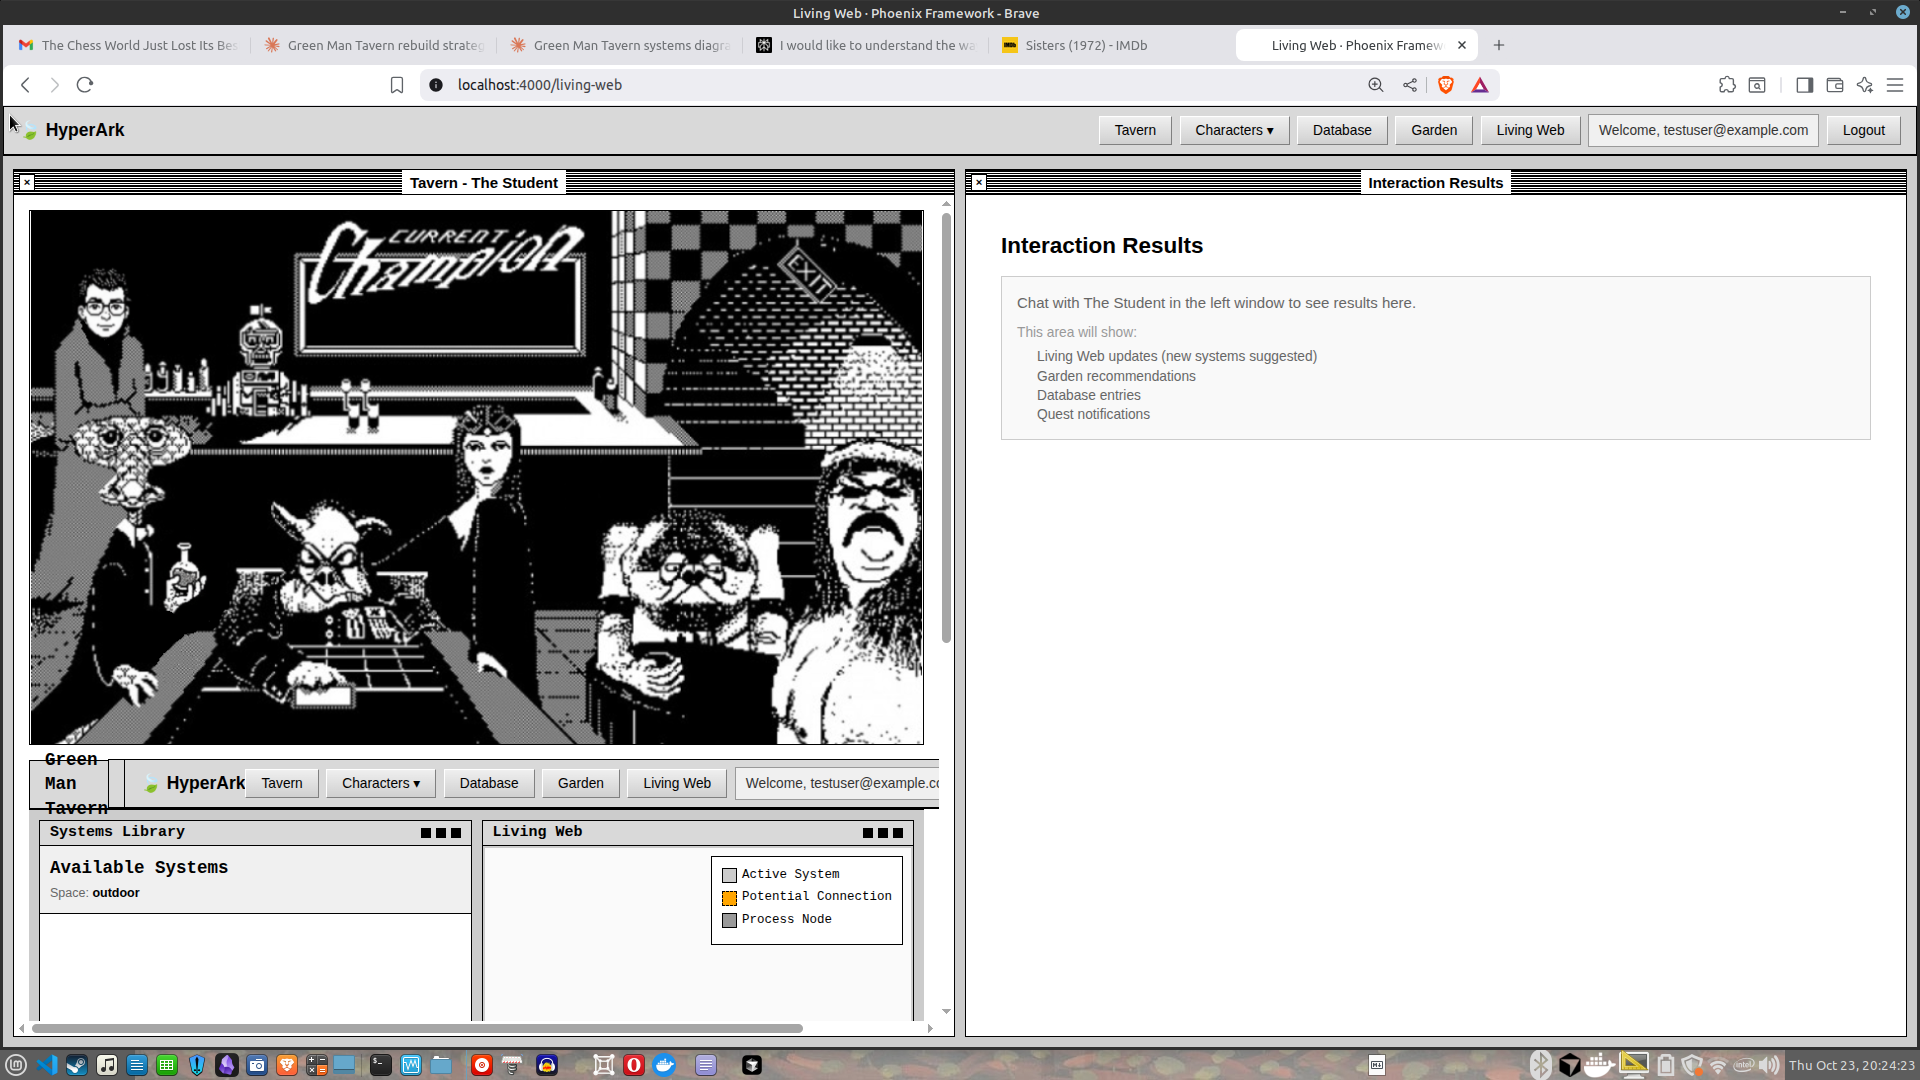 Living Web · Phoenix Framework - Brave
The Chess World Just Lost Its Bes
Green Man Tavern rebuild strateg
Green Man Tavern systems diagra
I would like to understand the wa
Sisters (1972) - IMDb
Living Web · Phoenix Framew
localhost:4000/living-web
HyperArk
Tavern
Characters ▾
Database
Garden
Living Web
Welcome, testuser@example.com
Logout
Tavern - The Student
CURRENT
Champion
EXIT
Green
Man
Tavern
HyperArk
Tavern
Characters ▾
Database
Garden
Living Web
Welcome, testuser@example.co
Systems Library
Available Systems
Space: outdoor
Living Web
Active System
Potential Connection
Process Node
Interaction Results
Interaction Results
Chat with The Student in the left window to see results here.
This area will show:
Living Web updates (new systems suggested)
Garden recommendations
Database entries
Quest notifications
Thu Oct 23, 20:24:23